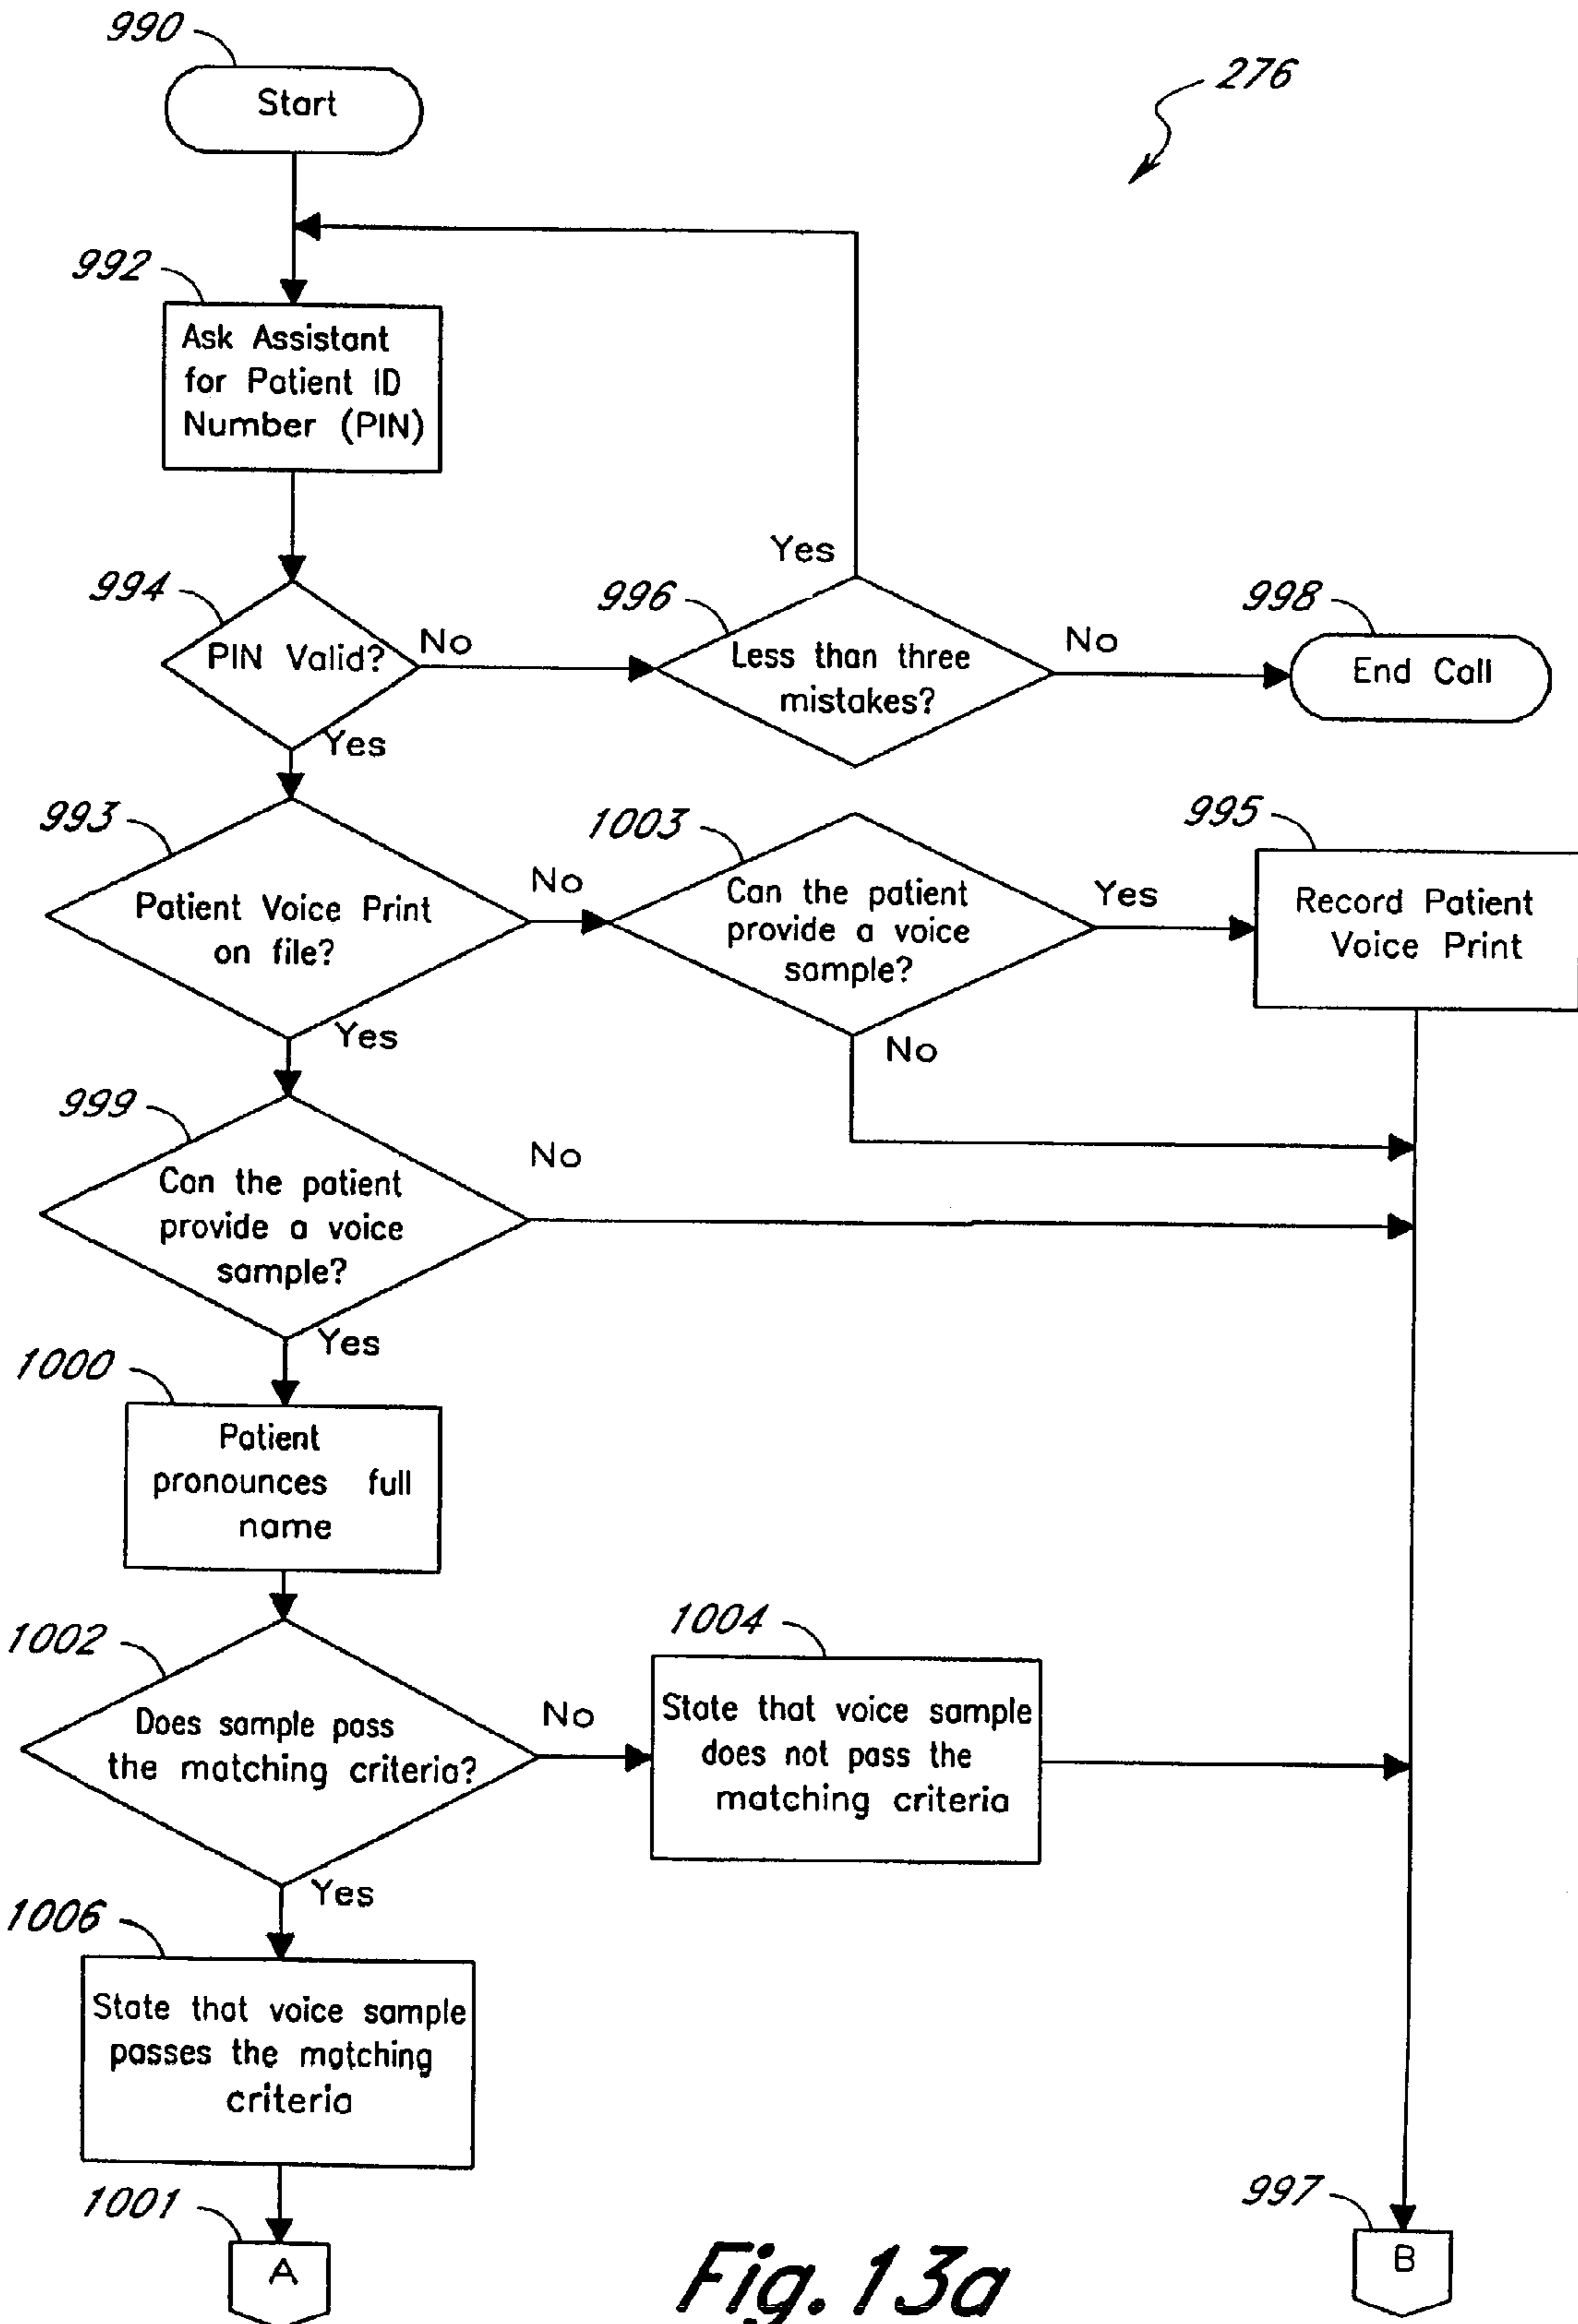 990
Start
276
992
Ask Assistant
for Patient ID
Number (PIN)
Yes
994
PIN Valid?
No
996
Less than three
mistakes?
No
998
End Call
Yes
993
Patient Voice Print
on file?
No
1003
Can the patient
provide a voice
sample?
Yes
995
Record Patient
Voice Print
Yes
No
999
Can the patient
provide a voice
sample?
No
Yes
1000
Patient
pronounces full
name
1002
Does sample pass
the matching criteria?
No
1004
State that voice sample
does not pass the
matching criteria
Yes
1006
State that voice sample
passes the matching
criteria
1001
A
997
B
Fig. 13a